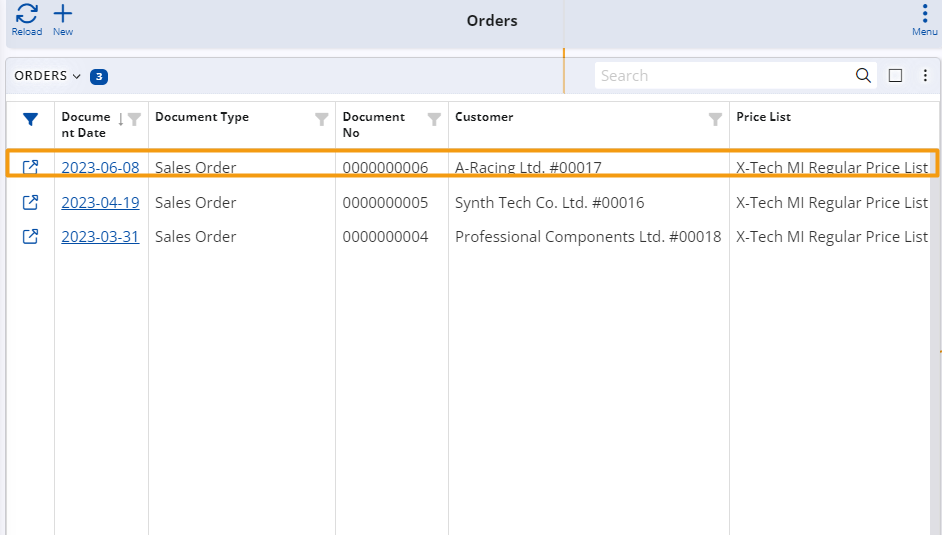 Orders
Reload New Menu
ORDERS 3 Search
Docume Document Type Document Customer Price List
nt Date No
2023-06-08 Sales Order 0000000006 A-Racing Ltd. #00017 X-Tech MI Regular Price List
2023-04-19 Sales Order 0000000005 Synth Tech Co. Ltd. #00016 X-Tech MI Regular Price List
2023-03-31 Sales Order 0000000004 Professional Components Ltd. #00018 X-Tech MI Regular Price List